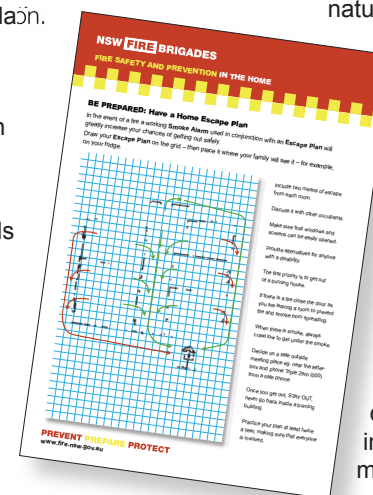 natu
NSW FIRE BRIGADES
FIRE SAFETY AND PREVENTION IN THE HOME
BE PREPARED: Have a Home Escape Plan
In the event of a fire a working Smoke Alarm used in conjunction with an Escape Plan will
greatly increase your chances of getting out safely.
Draw your Escape Plan on the grid – then place it where your family will see it – for example,
on your fridge.
Include two means of escape
from each room.
Discuss it with other occupants.
Make sure that windows and
screens can be easily opened.
Provide alternatives for anyone
with a disability.
The first priority is to get out
of a burning house.
If there is a fire close the door as
you are leaving a room to prevent
fire and smoke from spreading.
When there is smoke, always
crawl low to get under the smoke.
Decide on a safe outside
meeting place eg. near the letter-
box and phone Triple Zero (000)
from a safe phone.
Once you get out, STAY OUT,
never go back inside a burning
building.
Practice your plan at least twice
a year, making sure that everyone
is involved.
PREVENT PREPARE PROTECT
www.fire.nsw.gov.au